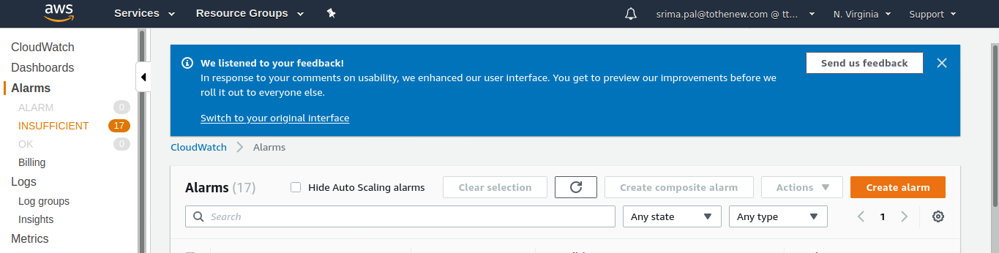 aws
Services
Resource Groups
srima.pal@tothenew.com @ tt...
N. Virginia
Support
CloudWatch
Dashboards
Alarms
ALARM 0
INSUFFICIENT 17
OK 0
Billing
Logs
Log groups
Insights
Metrics
We listened to your feedback!
In response to your comments on usability, we enhanced our user interface. You get to preview our improvements before we
roll it out to everyone else.
Switch to your original interface
Send us feedback
CloudWatch
Alarms
Alarms (17)
Hide Auto Scaling alarms
Clear selection
Create composite alarm
Actions
Create alarm
Search
Any state
Any type
1